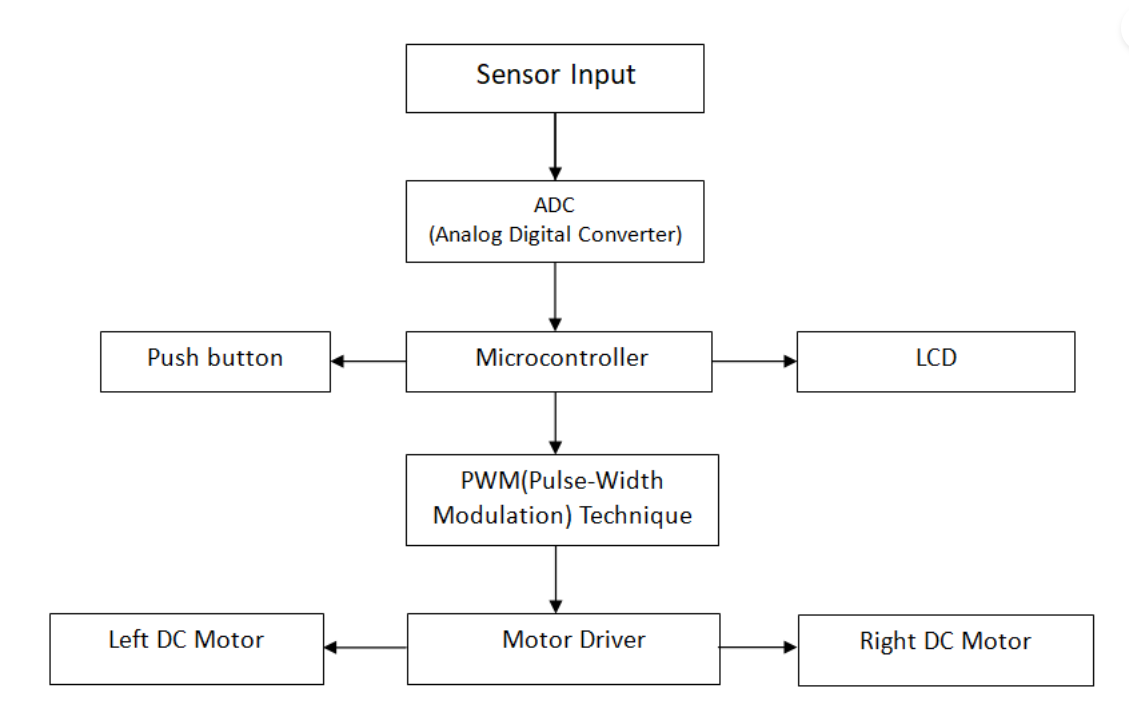 Sensor Input
ADC
(Analog Digital Converter)
Push button
Microcontroller
LCD
PWM(Pulse-Width
Modulation) Technique
Left DC Motor
Motor Driver
Right DC Motor